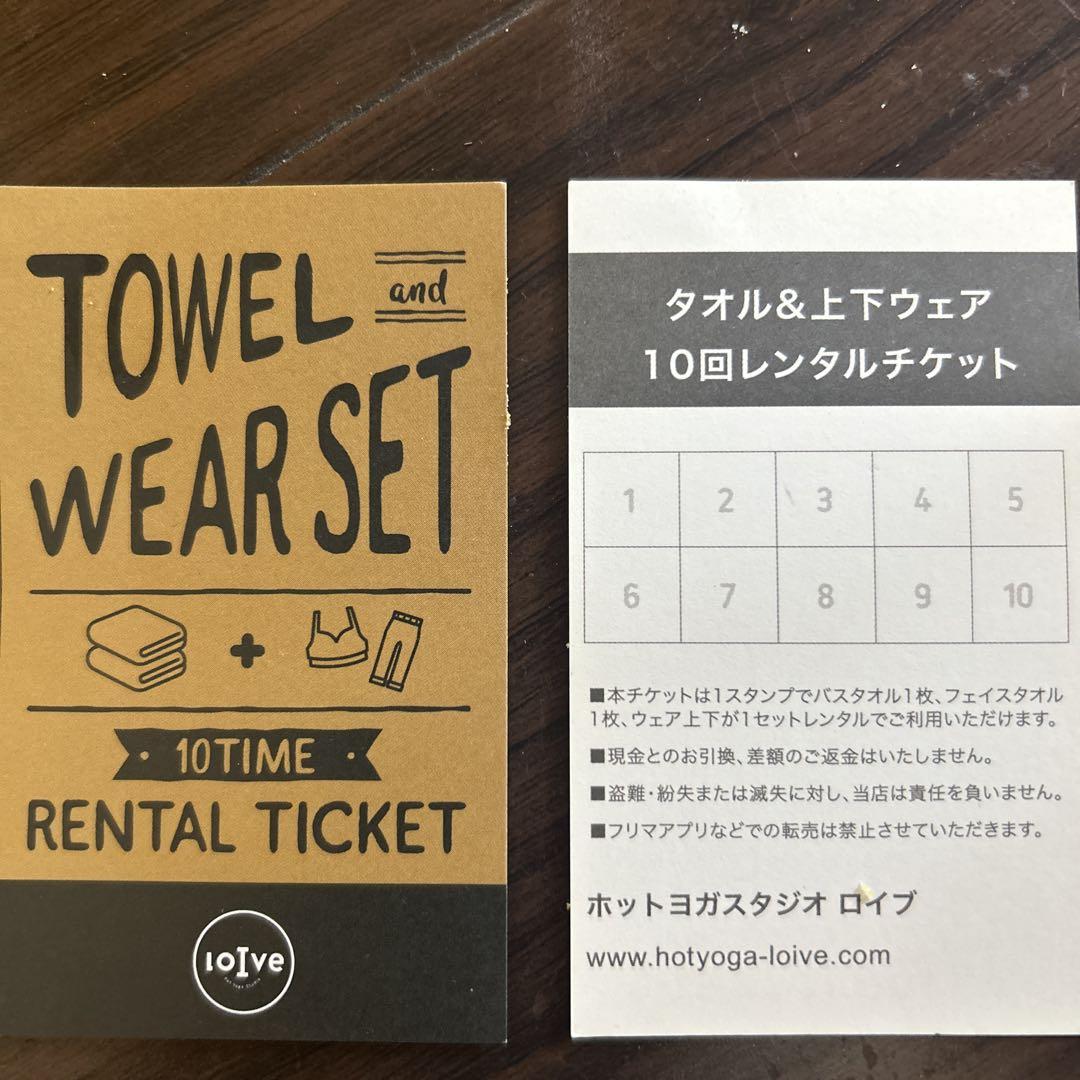 TOWEL and
WEAR SET
10TIME
RENTAL TICKET
loIve
タオル&上下ウェア
10回レンタルチケット
1 2 3 4 5
6 7 8 9 10
■本チケットは1スタンプでバスタオル1枚、フェイスタオル
1枚、ウェア上下が1セットレンタルでご利用いただけます。
■現金とのお引換、差額のご返金はいたしません。
■盗難・紛失または滅失に対し、当店は責任を負いません。
■フリマアプリなどでの転売は禁止させていただきます。
ホットヨガスタジオ ロイブ
www.hotyoga-loive.com